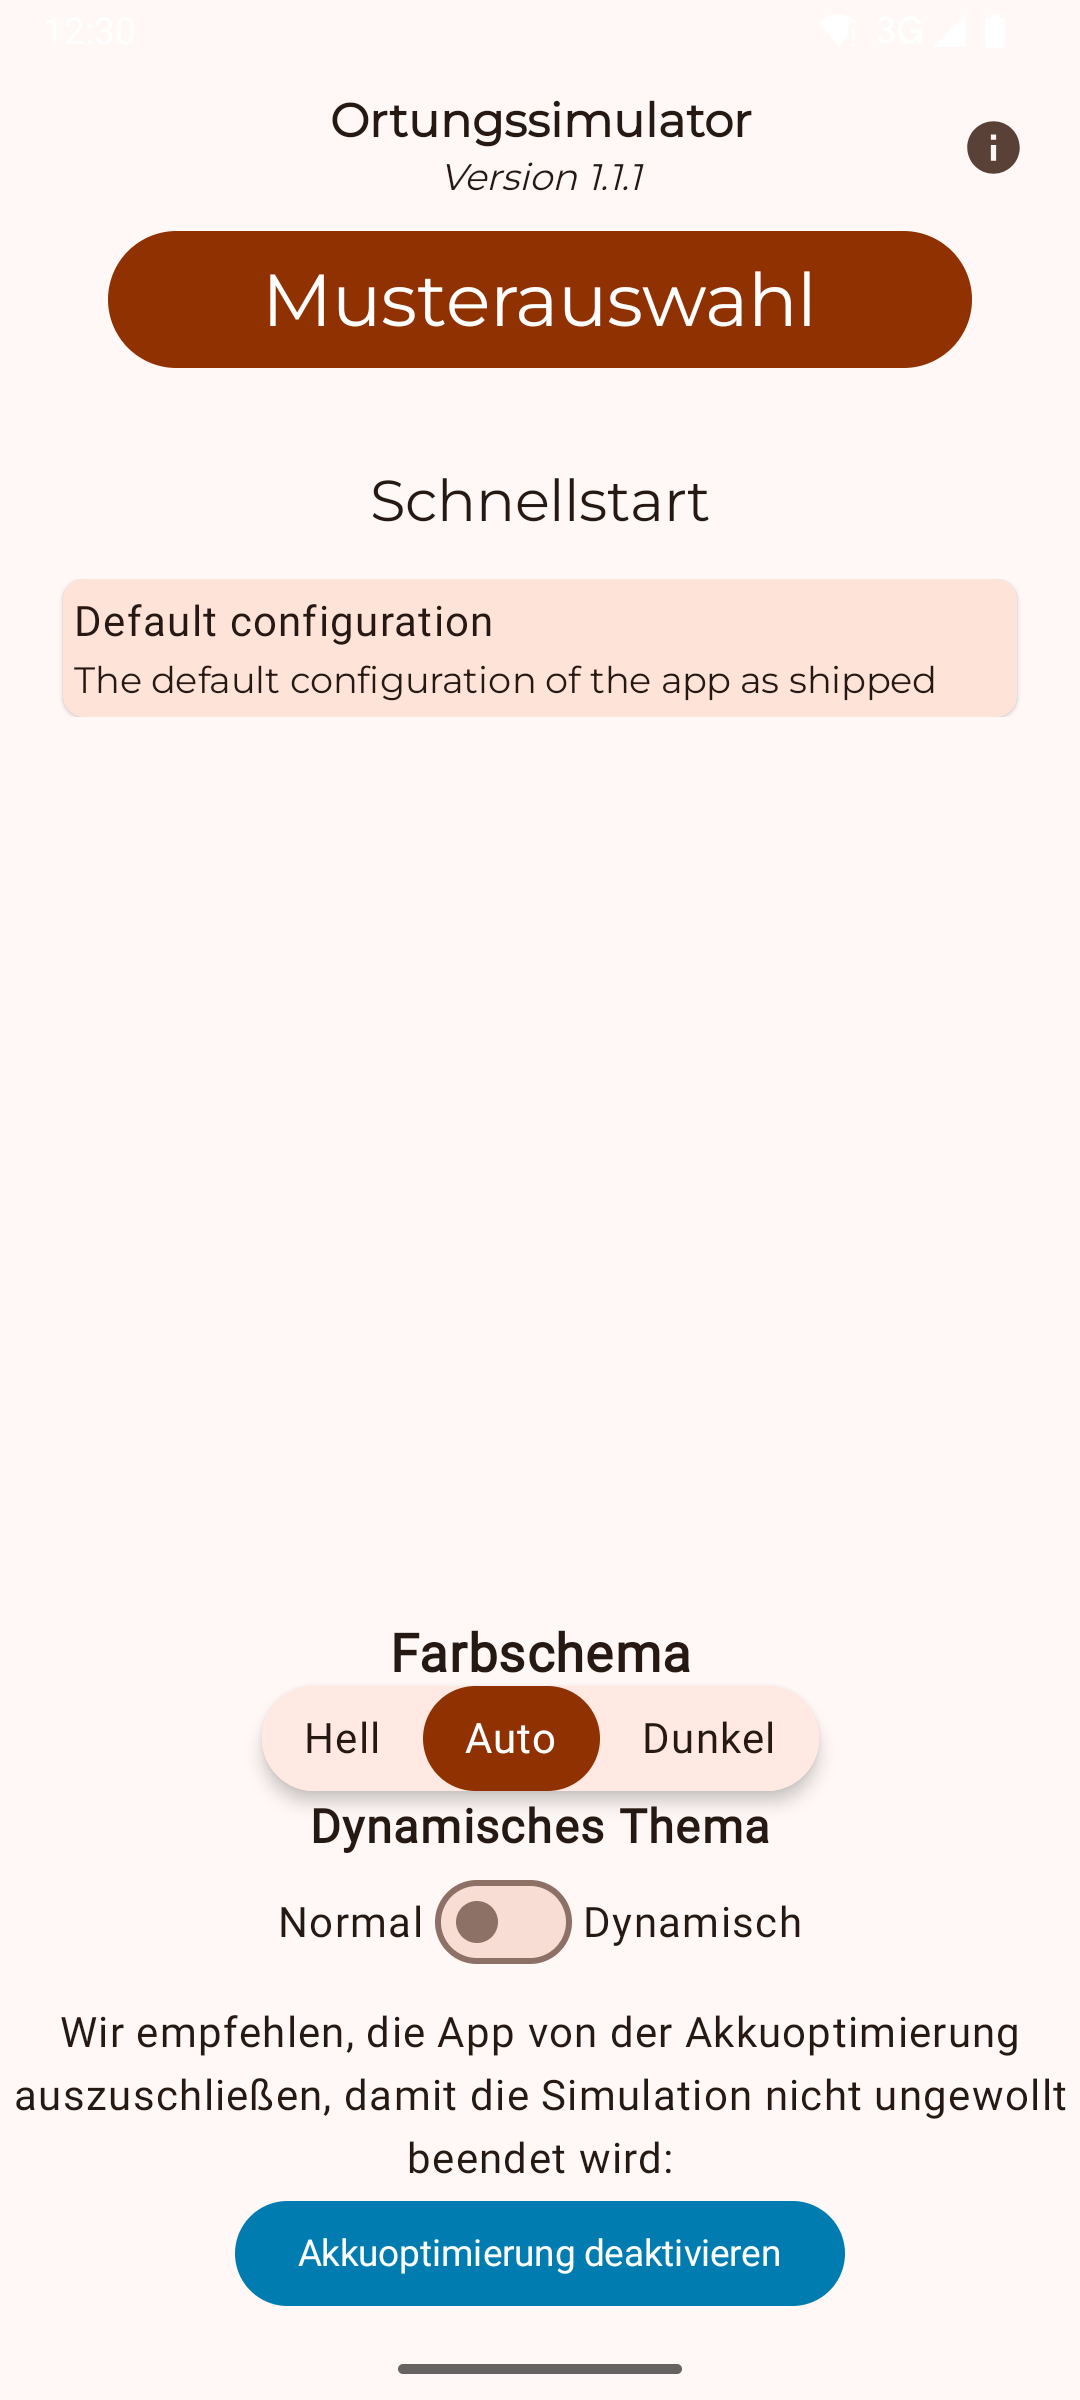 12:30
3G
Ortungssimulator
Version 1.1.1
Musterauswahl
Schnellstart
Default configuration
The default configuration of the app as shipped
Farbschema
Hell Auto Dunkel
Dynamisches Thema
Normal Dynamisch
Wir empfehlen, die App von der Akkuoptimierung
auszuschließen, damit die Simulation nicht ungewollt
beendet wird:
Akkuoptimierung deaktivieren